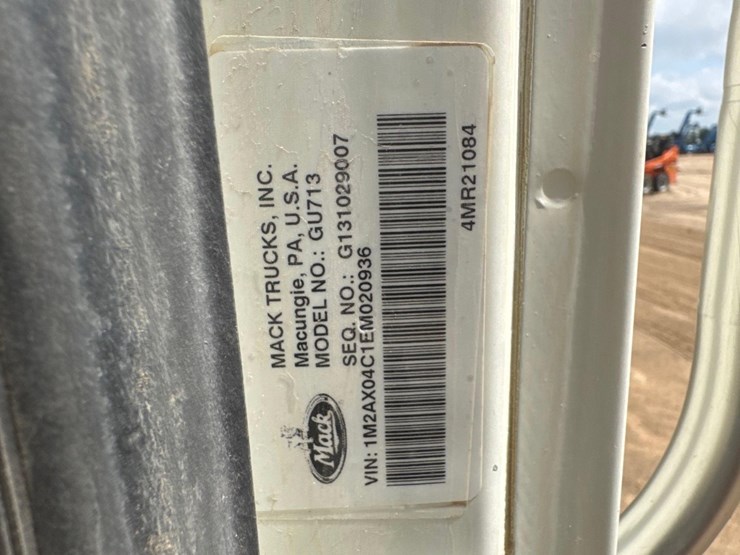 MACK TRUCKS, INC.
Macungie, PA, U.S.A.
MODEL NO.: GU713
SEQ. NO.: G131029007
Mack
VIN: 1M2AX04C1EM020936
4MR21084